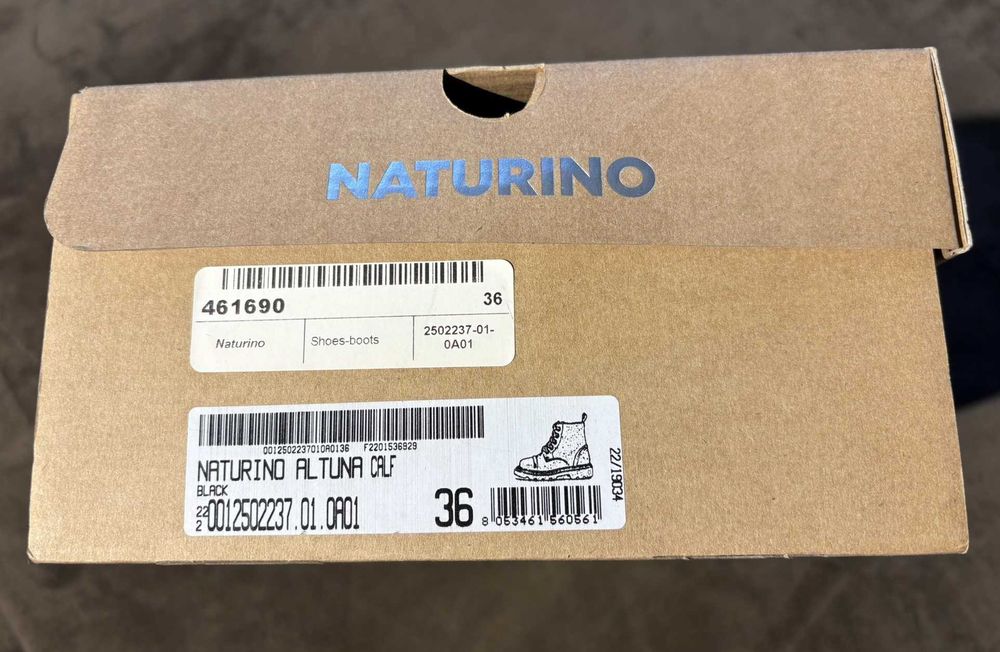 NATURINO
461690 36
Naturino Shoes-boots 2502237-01-
0A01
0012502237010A0136 F2201536929
NATURINO ALTUNA CALF
BLACK
22
2 0012502237.01.0A01 36 8 053461 560561
22/19034